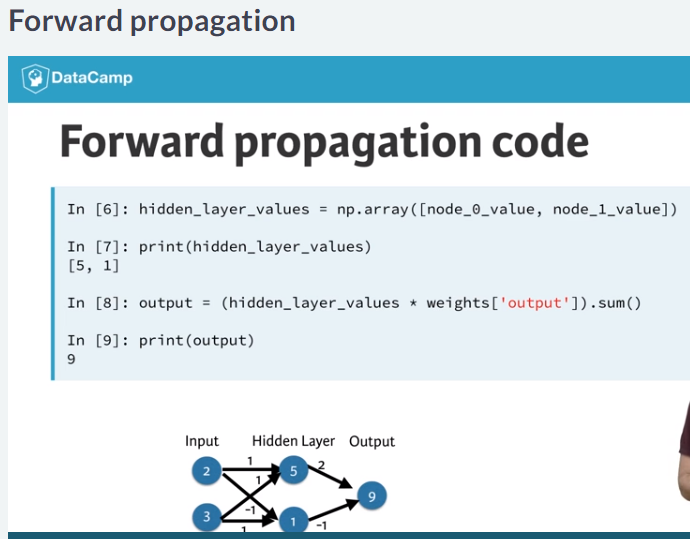 Forward propagation
DataCamp
Forward propagation code
In [6]: hidden_layer_values = np.array([node_0_value, node_1_value])
In [7]: print(hidden_layer_values)
[5, 1]
In [8]: output = (hidden_layer_values * weights['output']).sum()
In [9]: print(output)
9
Input Hidden Layer Output
1
2 5 2
1
9
-1
3 1 -1
1